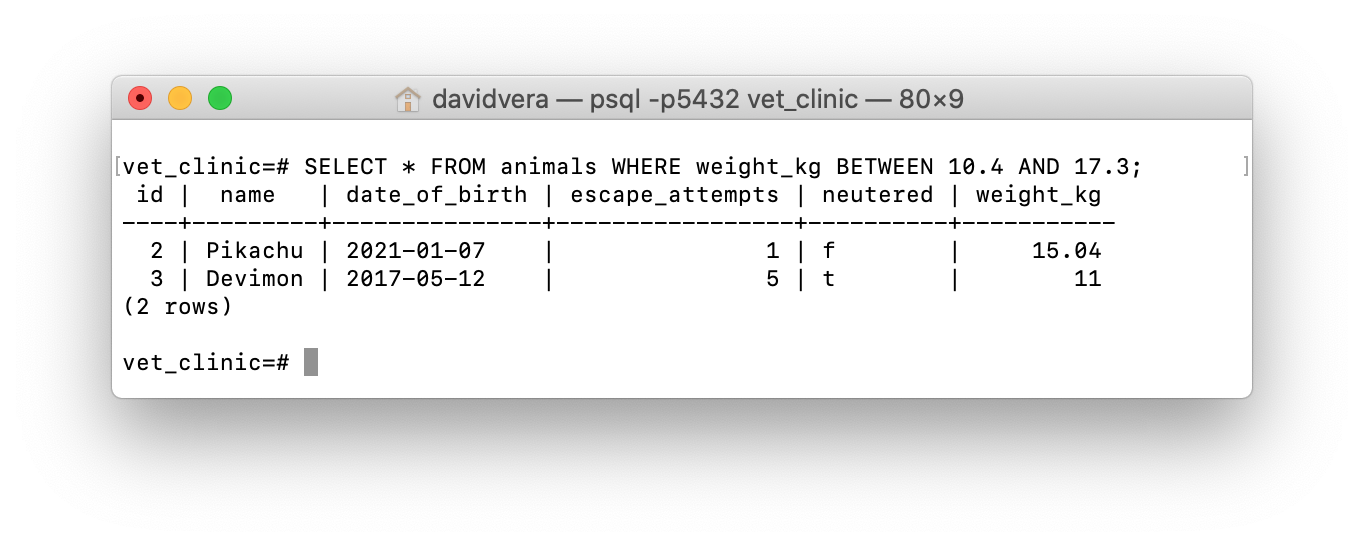 davidvera — psql -p5432 vet_clinic — 80×9
[vet_clinic=# SELECT * FROM animals WHERE weight_kg BETWEEN 10.4 AND 17.3;       ]
 id |  name   | date_of_birth | escape_attempts | neutered | weight_kg
----+---------+---------------+-----------------+----------+-----------
  2 | Pikachu | 2021-01-07    |               1 | f        |     15.04
  3 | Devimon | 2017-05-12    |               5 | t        |        11
(2 rows)
vet_clinic=#